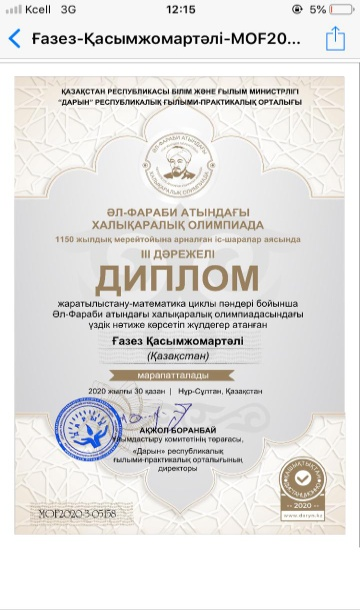 Kcell 3G 12:15 5%
Ғазез-Қасымжомартәлі-MOF20...
ҚАЗАҚСТАН РЕСПУБЛИКАСЫ БІЛІМ ЖӘНЕ ҒЫЛЫМ МИНИСТРЛІГІ
"ДАРЫН" РЕСПУБЛИКАЛЫҚ ҒЫЛЫМИ-ПРАКТИКАЛЫҚ ОРТАЛЫҒЫ
ӘЛ-ФАРАБИ АТЫНДАҒЫ
ХАЛЫҚАРАЛЫҚ ОЛИМПИАДА
ӘЛ-ФАРАБИ АТЫНДАҒЫ
ХАЛЫҚАРАЛЫҚ ОЛИМПИАДА
1150 жылдық мерейтойына арналған іс-шаралар аясында
III ДӘРЕЖЕЛІ
ДИПЛОМ
жаратылыстану-математика циклы пәндері бойынша
Әл-Фараби атындағы халықаралық олимпиадасындағы
үздік нәтиже көрсетіп жүлдегер атанған
Ғазез Қасымжомартәлі
(Қазақстан)
марапатталады
2020 жылғы 30 қазан | Нұр-Сұлтан, Қазақстан
АҚЖОЛ БОРАНБАЙ
Ұйымдастыру комитетінің төрағасы,
«Дарын» республикалық
ғылыми-практикалық орталығының
директоры
2020
www.daryn.kz
MOF2020-3-05158